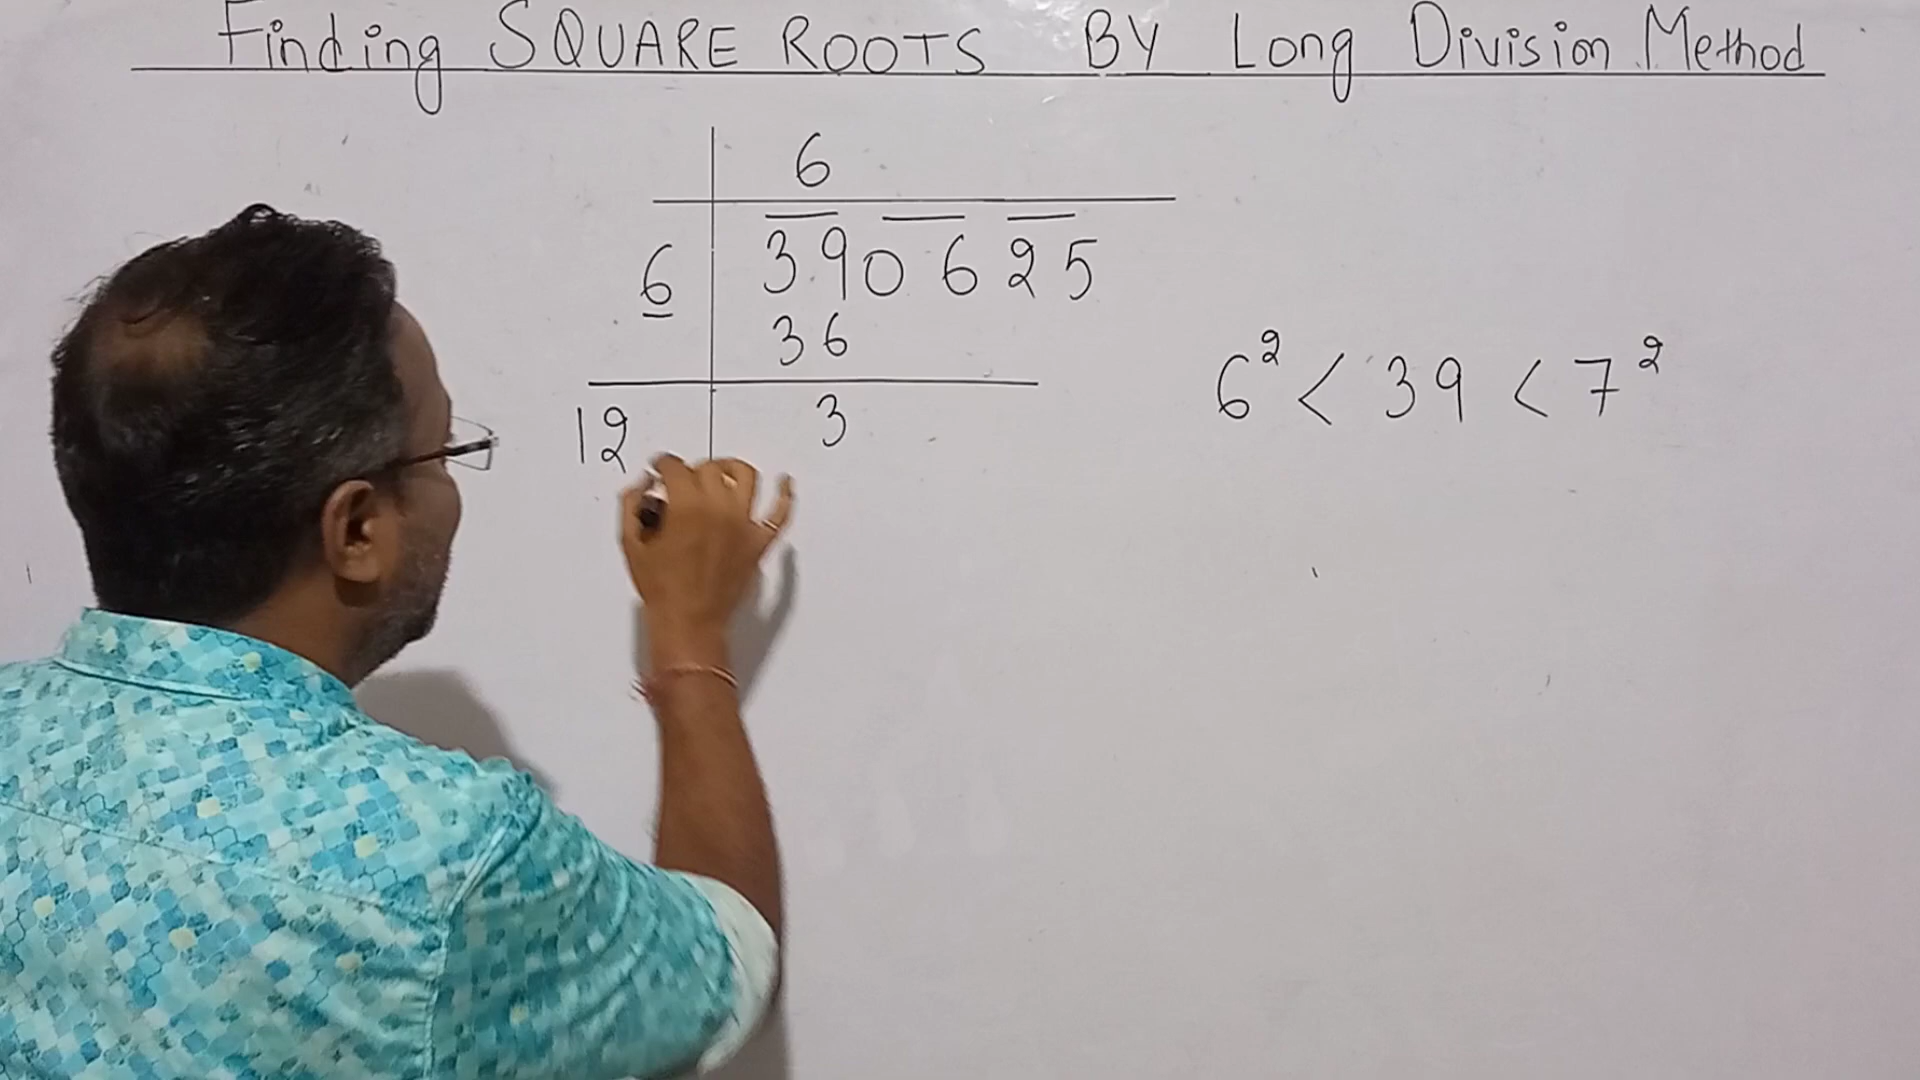 Finding SQUARE ROOTS BY Long Division Method
6
6 390625
36
12 3
6² < 39 < 7²